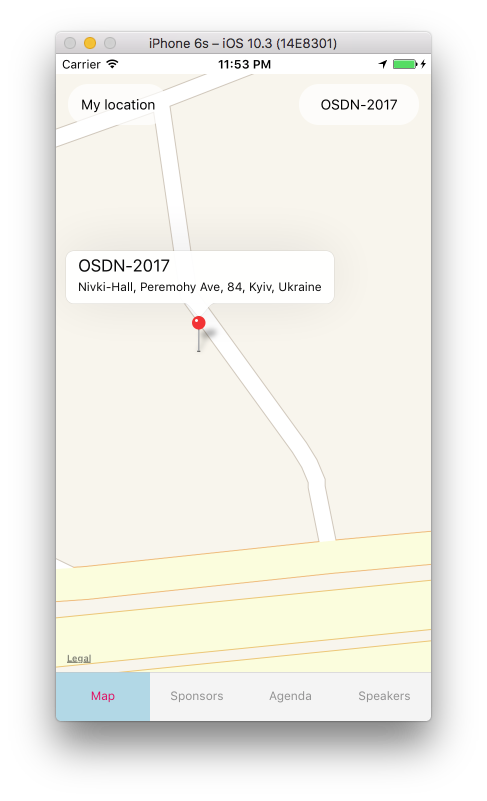 iPhone 6s – iOS 10.3 (14E8301)
Carrier 11:53 PM
My location OSDN-2017
OSDN-2017
Nivki-Hall, Peremohy Ave, 84, Kyiv, Ukraine
Legal
Map Sponsors Agenda Speakers